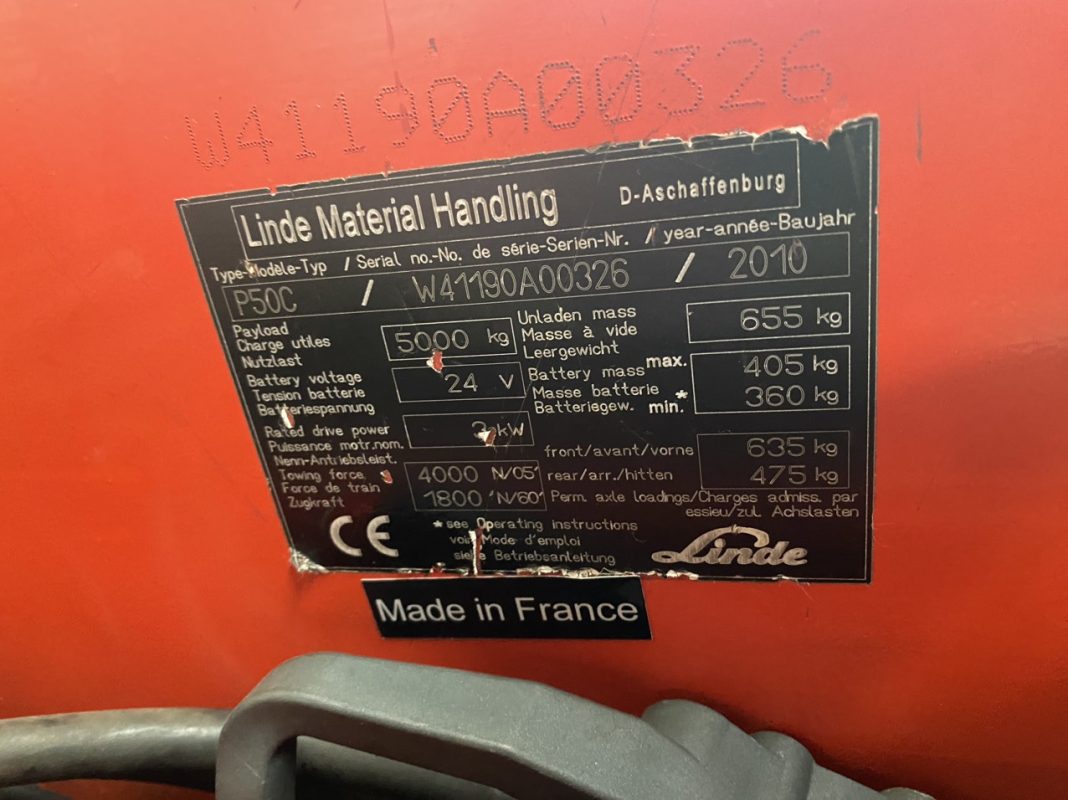 W41190A00326
Linde Material Handling D-Aschaffenburg
Type-Modèle-Typ / Serial no.-No. de série-Serien-Nr. / year-année-Baujahr
P50C / W41190A00326 / 2010
Payload
Charge utiles
Nutzlast
5000 kg
Battery voltage
Tension batterie
Batteriespannung
24 V
Rated drive power
Puissance motr.nom.
Nenn-Antriebsleist.
kW
Towing force
Force de train
Zugkraft
4000 N/05'
1800 N/60'
Unladen mass
Masse à vide
Leergewicht
655 kg
Battery mass max.
Masse batterie *
Batteriegew. min.
405 kg
360 kg
front/avant/vorne 635 kg
rear/arr./hitten 475 kg
Perm. axle loadings/Charges admiss. par
essieu/zul. Achslasten
CE
* see Operating instructions
voir Mode d'emploi
siehe Betriebsanleitung
Linde
Made in France